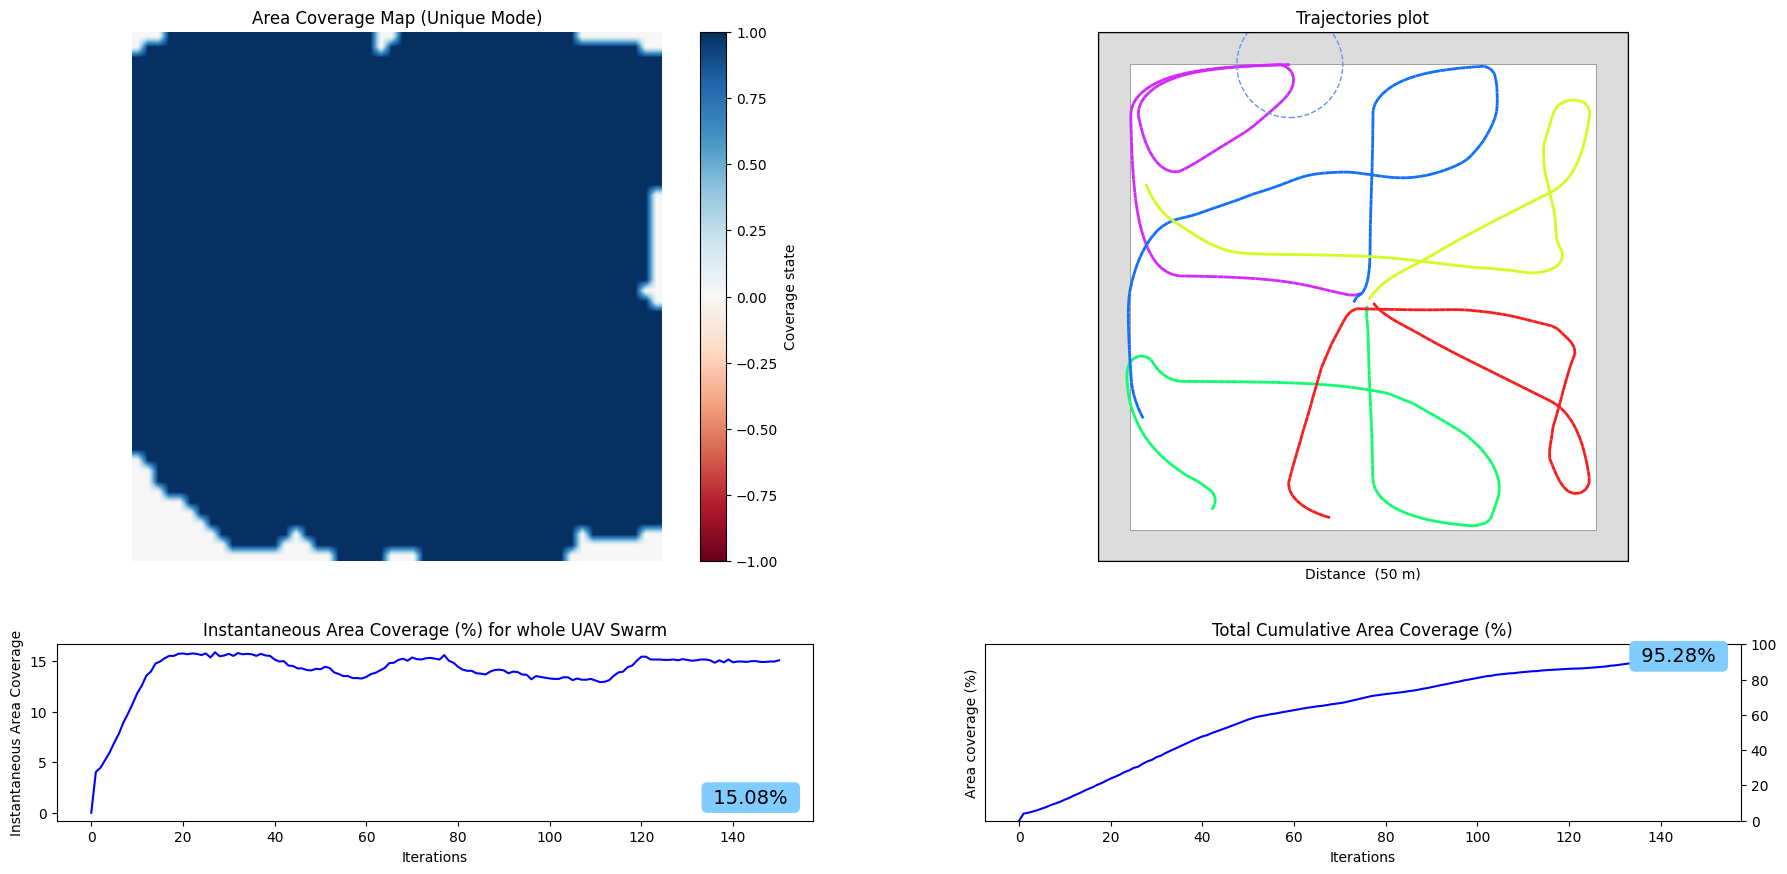 Area Coverage Map (Unique Mode)
1.00
0.75
0.50
0.25
0.00
−0.25
−0.50
−0.75
−1.00
Coverage state
Trajectories plot
Distance  (50 m)
Instantaneous Area Coverage (%) for whole UAV Swarm
Instantaneous Area Coverage
15
10
5
0
15.08%
0 20 40 60 80 100 120 140
Iterations
Total Cumulative Area Coverage (%)
Area coverage (%)
95.28%
100
80
60
40
20
0
0 20 40 60 80 100 120 140
Iterations